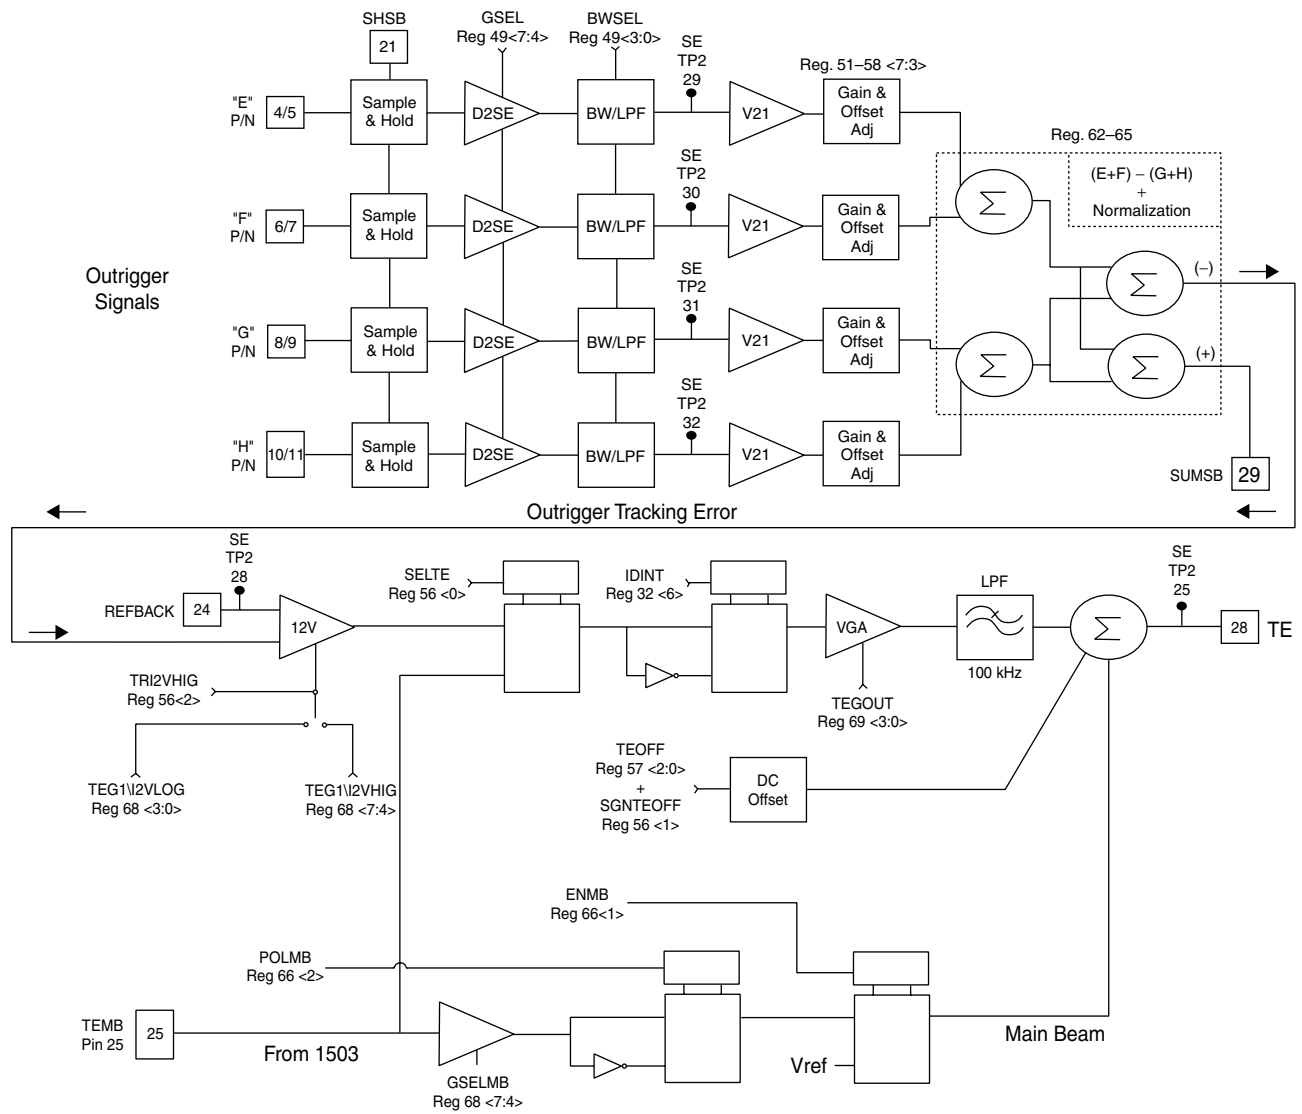 SHSB
21
GSEL
Reg 49<7:4>
BWSEL
Reg 49<3:0>
SE
TP2
29
Reg. 51–58 <7:3>
"E"
P/N
4/5
Sample
& Hold
D2SE
BW/LPF
V21
Gain &
Offset
Adj
Reg. 62–65
(E+F) – (G+H)
+
Normalization
SE
TP2
30
"F"
P/N
6/7
Sample
& Hold
D2SE
BW/LPF
V21
Gain &
Offset
Adj
Σ
Outrigger
Signals
SE
TP2
31
Σ
(–)
"G"
P/N
8/9
Sample
& Hold
D2SE
BW/LPF
V21
Gain &
Offset
Adj
Σ
Σ
(+)
SE
TP2
32
"H"
P/N
10/11
Sample
& Hold
D2SE
BW/LPF
V21
Gain &
Offset
Adj
SUMSB
29
Outrigger Tracking Error
SE
TP2
28
REFBACK
24
12V
SELTE
Reg 56 <0>
IDINT
Reg 32 <6>
VGA
LPF
100 kHz
Σ
SE
TP2
25
28
TE
TRI2VHIG
Reg 56<2>
TEGOUT
Reg 69 <3:0>
TEG1\I2VLOG
Reg 68 <3:0>
TEG1\I2VHIG
Reg 68 <7:4>
TEOFF
Reg 57 <2:0>
+
SGNTEOFF
Reg 56 <1>
DC
Offset
ENMB
Reg 66<1>
POLMB
Reg 66 <2>
TEMB
Pin 25
25
From 1503
GSELMB
Reg 68 <7:4>
Vref
Main Beam